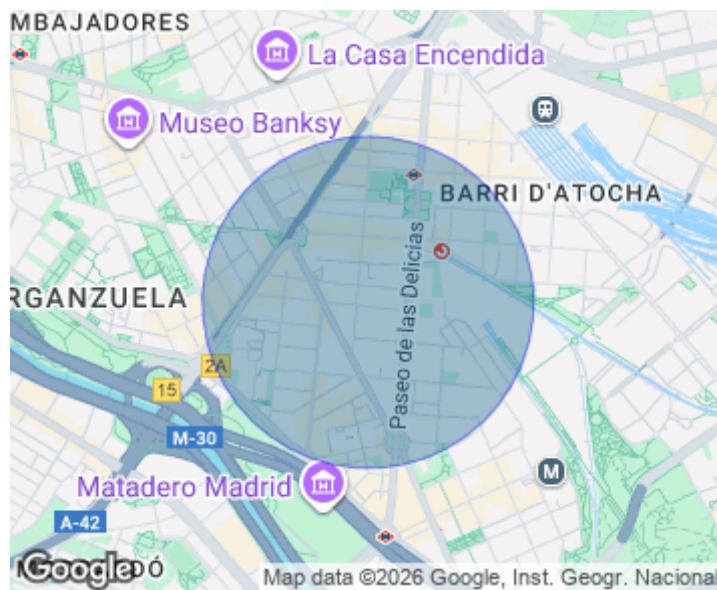 MBAJADORES
La Casa Encendida
Museo Banksy
BARRI D'ATOCHA
Paseo de las Delicias
RGANZUELA
2A
15
M-30
Matadero Madrid
M
A-42
Google
Map data ©2026 Google, Inst. Geogr. Nacional